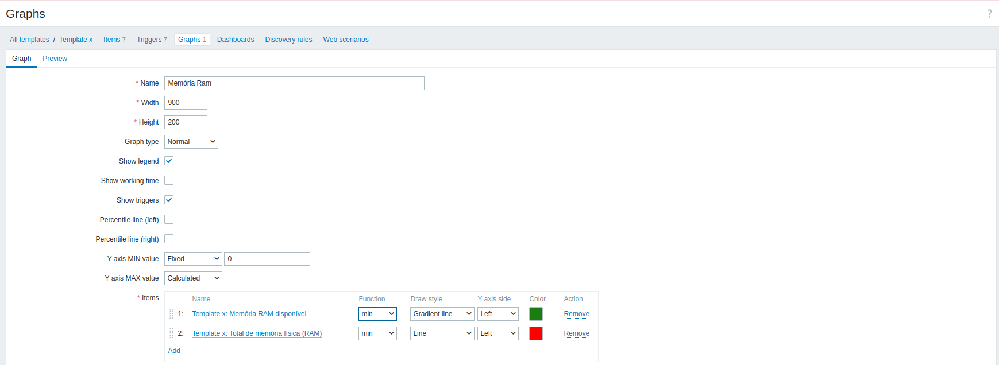 Graphs ?
All templates / Template x Items 7 Triggers 7 Graphs 1 Dashboards Discovery rules Web scenarios
Graph Preview
* Name Memória Ram
* Width 900
* Height 200
Graph type Normal
Show legend
Show working time
Show triggers
Percentile line (left)
Percentile line (right)
Y axis MIN value Fixed 0
Y axis MAX value Calculated
* Items Name Function Draw style Y axis side Color Action
1: Template x: Memória RAM disponível min Gradient line Left Remove
2: Template x: Total de memória física (RAM) min Line Left Remove
Add